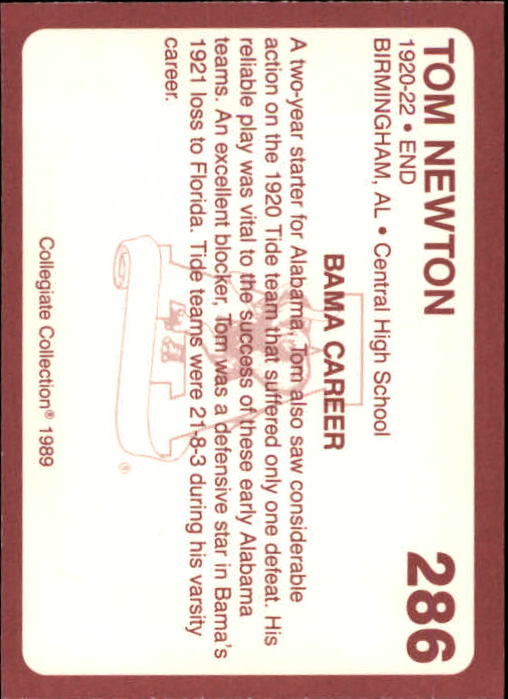 TOM NEWTON 286
1920-22 • END
BIRMINGHAM, AL • Central High School
BAMA CAREER
A two-year starter for Alabama, Tom also saw considerable
action on the 1920 Tide team that suffered only one defeat. His
reliable play was vital to the success of these early Alabama
teams. An excellent blocker, Tom was a defensive star in Bama's
1921 loss to Florida. Tide teams were 21-8-3 during his varsity
career.
Collegiate Collection® 1989